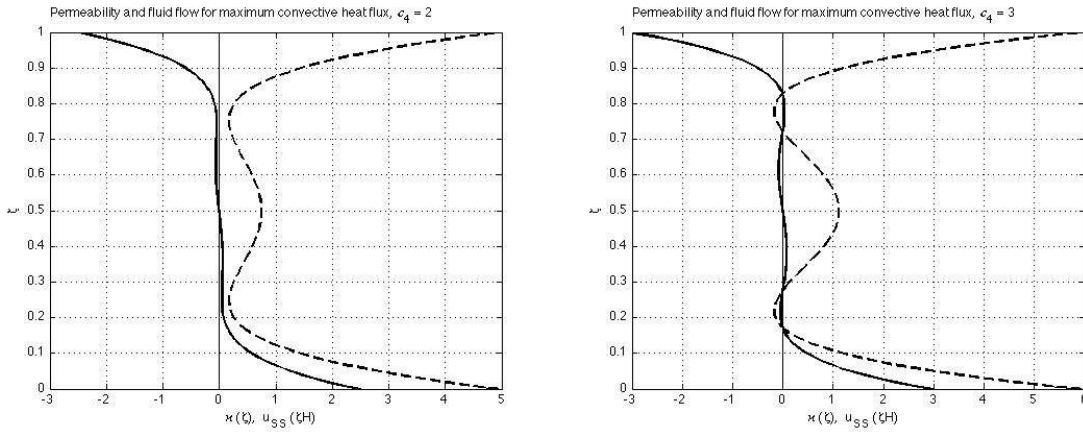 Permeability and fluid flow for maximum convective heat flux, c₄ = 2
1
0.9
0.8
0.7
0.6
0.5
0.4
0.3
0.2
0.1
0
ζ
-3 -2 -1 0 1 2 3 4 5
ϰ(ζ), u_SS(ζH)
Permeability and fluid flow for maximum convective heat flux, c₄ = 3
1
0.9
0.8
0.7
0.6
0.5
0.4
0.3
0.2
0.1
0
ζ
-3 -2 -1 0 1 2 3 4 5 6
ϰ(ζ), u_SS(ζH)